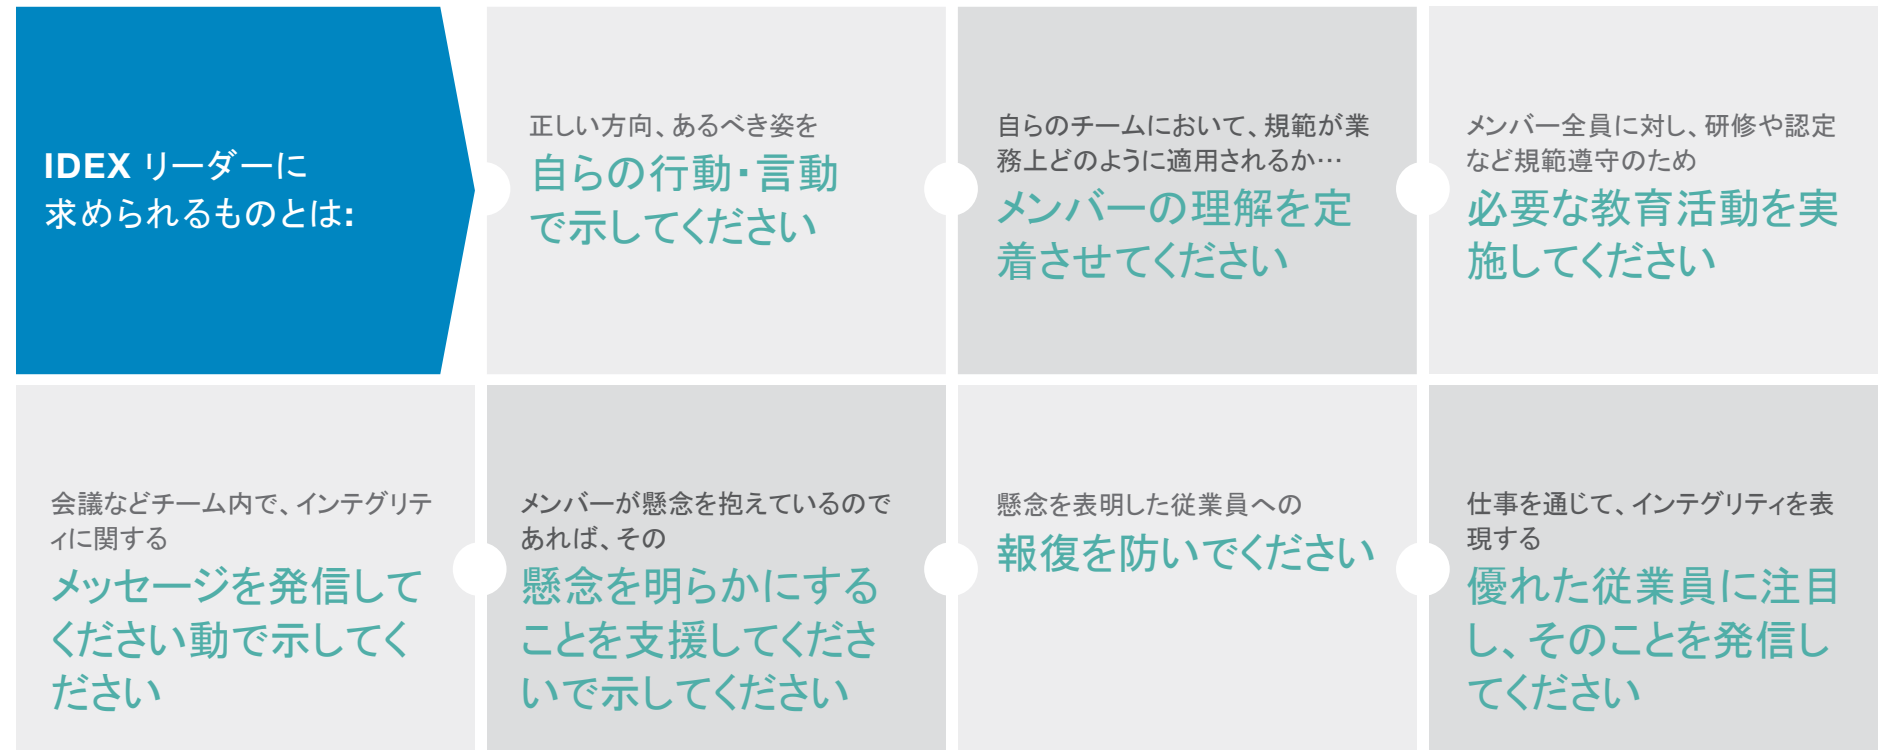 IDEX リーダーに
求められるものとは:
正しい方向、あるべき姿を
自らの行動・言動
で示してください
自らのチームにおいて、規範が業
務上どのように適用されるか…
メンバーの理解を定
着させてください
メンバー全員に対し、研修や認定
など規範遵守のため
必要な教育活動を実
施してください
会議などチーム内で、インテグリテ
ィに関する
メッセージを発信して
ください動で示してく
ださい
メンバーが懸念を抱えているので
あれば、その
懸念を明らかにする
ことを支援してくださ
いで示してください
懸念を表明した従業員への
報復を防いでください
仕事を通じて、インテグリティを表
現する
優れた従業員に注目
し、そのことを発信し
てください